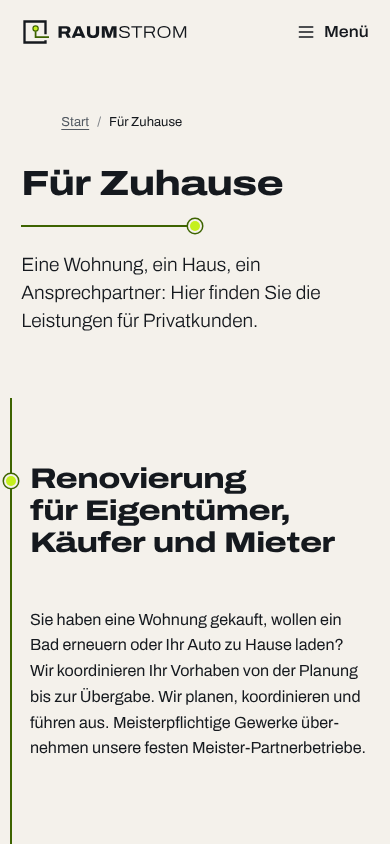 RAUMSTROM
Menü
Start / Für Zuhause
Für Zuhause
Eine Wohnung, ein Haus, ein
Ansprechpartner: Hier finden Sie die
Leistungen für Privatkunden.
Renovierung
für Eigentümer,
Käufer und Mieter
Sie haben eine Wohnung gekauft, wollen ein
Bad erneuern oder Ihr Auto zu Hause laden?
Wir koordinieren Ihr Vorhaben von der Planung
bis zur Übergabe. Wir planen, koordinieren und
führen aus. Meisterpflichtige Gewerke über-
nehmen unsere festen Meister-Partnerbetriebe.